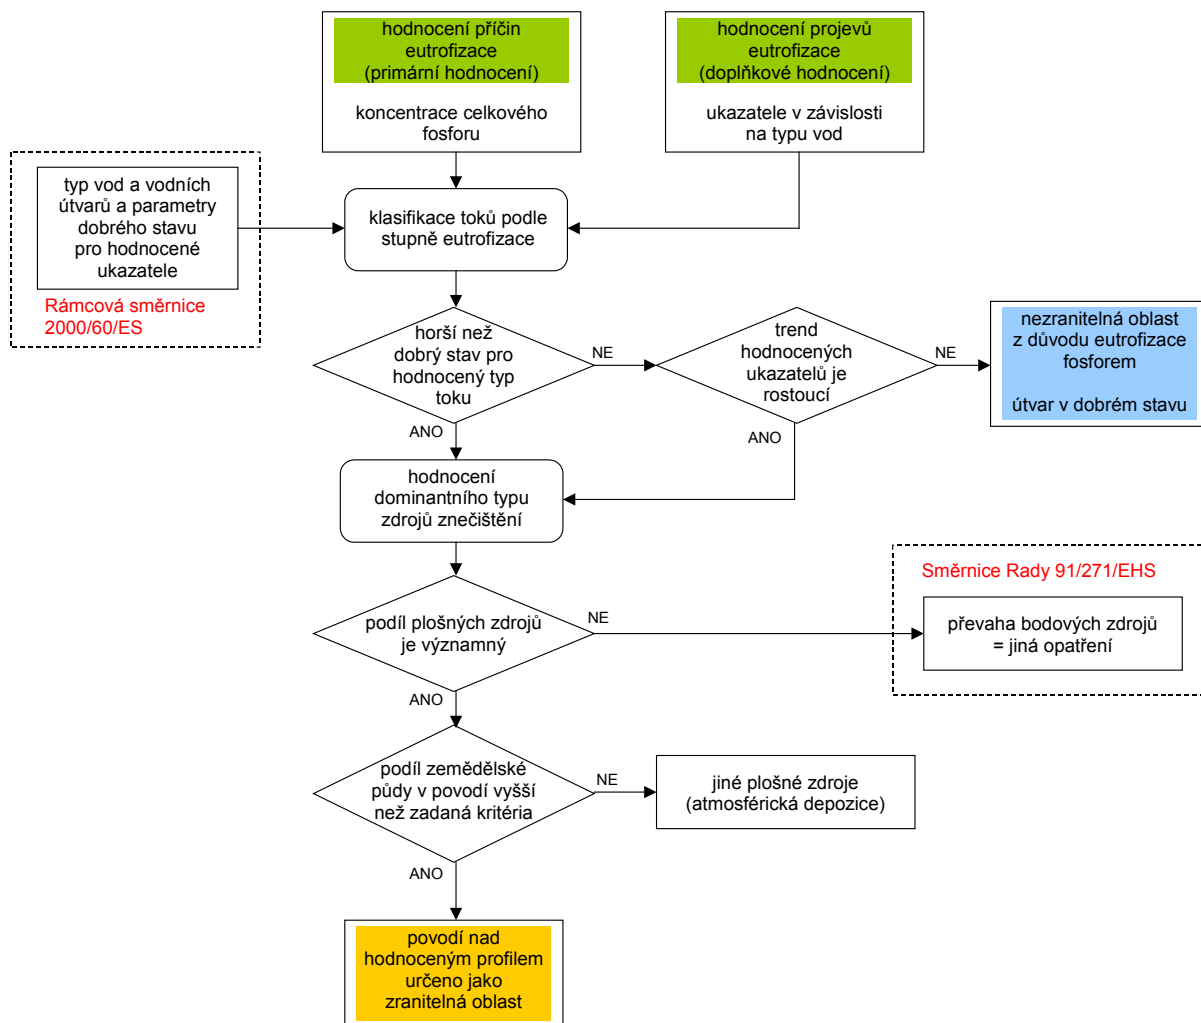 hodnocení příčin
eutrofizace
(primární hodnocení)
koncentrace celkového
fosforu
hodnocení projevů
eutrofizace
(doplňkové hodnocení)
ukazatele v závislosti
na typu vod
typ vod a vodních
útvarů a parametry
dobrého stavu
pro hodnocené
ukazatele
Rámcová směrnice
2000/60/ES
klasifikace toků podle
stupně eutrofizace
horší než
dobrý stav pro
hodnocený typ
toku
NE
trend
hodnocených
ukazatelů je
rostoucí
NE
nezranitelná oblast
z důvodu eutrofizace
fosforem
útvar v dobrém stavu
ANO
ANO
hodnocení
dominantního typu
zdrojů znečištění
podíl plošných zdrojů
je významný
NE
Směrnice Rady 91/271/EHS
převaha bodových zdrojů
= jiná opatření
ANO
podíl zemědělské
půdy v povodí vyšší
než zadaná kritéria
NE
jiné plošné zdroje
(atmosférická depozice)
ANO
povodí nad
hodnoceným profilem
určeno jako
zranitelná oblast